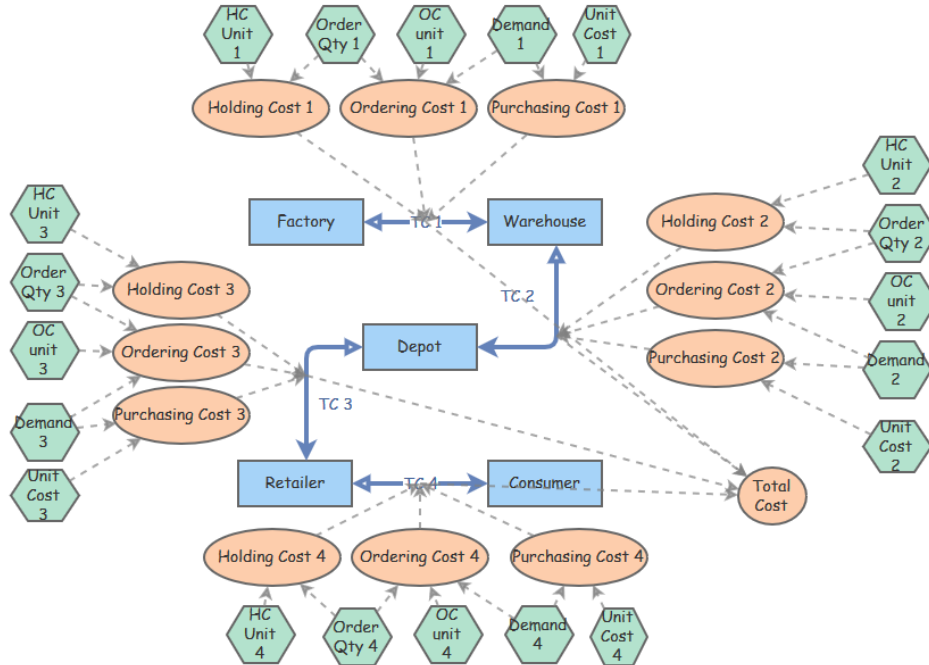 HC
Unit
1
Order
Qty 1
OC
unit
1
Demand
1
Unit
Cost 1
Holding Cost 1
Ordering Cost 1
Purchasing Cost 1
HC
Unit
2
HC
Unit
3
Factory
TC 1
Warehouse
Holding Cost 2
Order
Qty 2
Order
Qty 3
Holding Cost 3
TC 2
Ordering Cost 2
OC
unit
2
OC
unit
3
Ordering Cost 3
Depot
Purchasing Cost 2
Demand
2
Demand
3
Purchasing Cost 3
TC 3
Unit
Cost
2
Unit
Cost
3
Retailer
TC 4
Consumer
Total
Cost
Holding Cost 4
Ordering Cost 4
Purchasing Cost 4
HC
Unit
4
Order
Qty 4
OC
unit
4
Demand
4
Unit
Cost 4